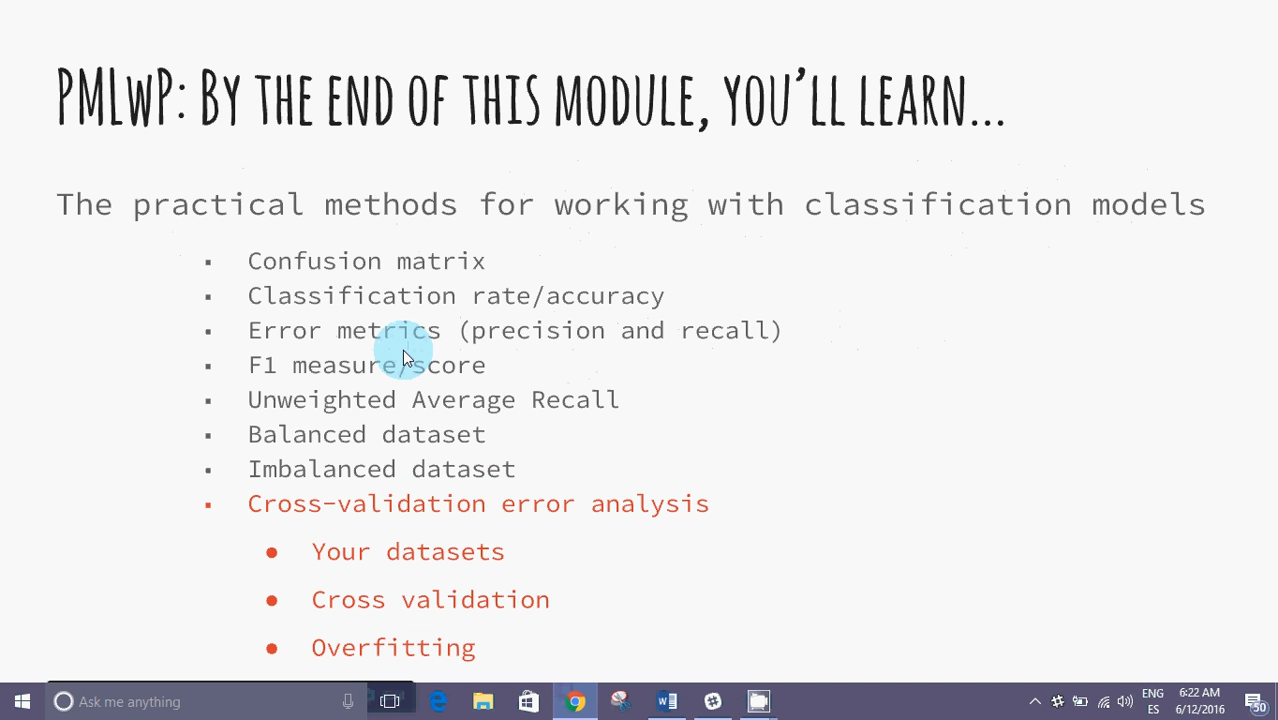 PMLwP: By the end of this module, you'll learn...
The practical methods for working with classification models
▪ Confusion matrix
▪ Classification rate/accuracy
▪ Error metrics (precision and recall)
▪ F1 measure/score
▪ Unweighted Average Recall
▪ Balanced dataset
▪ Imbalanced dataset
▪ Cross-validation error analysis
● Your datasets
● Cross validation
● Overfitting
Ask me anything
ENG
ES
6:22 AM
6/12/2016
50